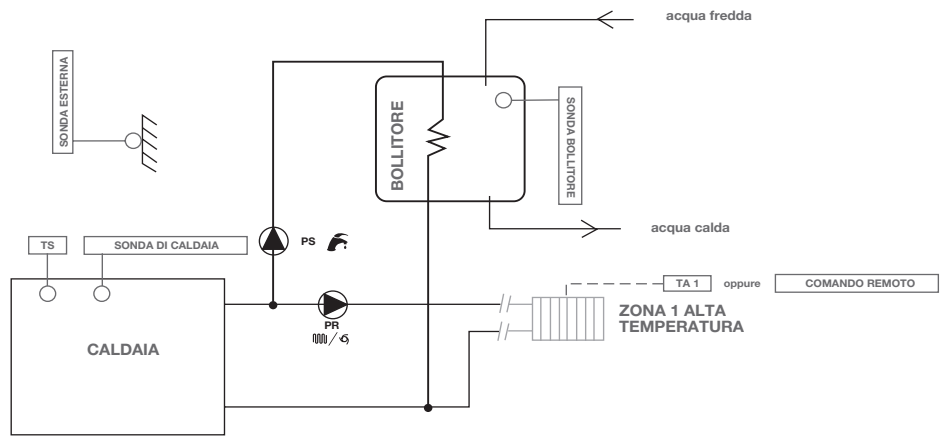 acqua fredda
SONDA ESTERNA
BOLLITORE
SONDA BOLLITORE
acqua calda
TS
SONDA DI CALDAIA
PS
TA 1
oppure
COMANDO REMOTO
PR
ZONA 1 ALTA
TEMPERATURA
CALDAIA